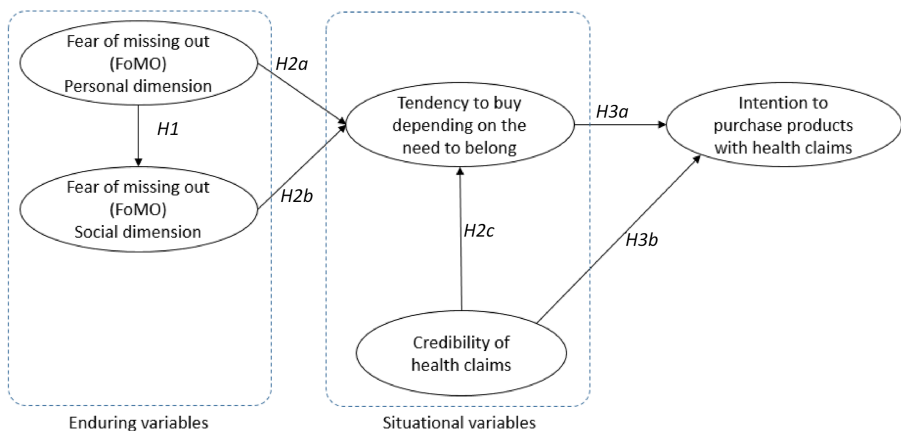 Fear of missing out
(FoMO)
Personal dimension
H1
Fear of missing out
(FoMO)
Social dimension
H2a
H2b
Tendency to buy
depending on the
need to belong
H2c
Credibility of
health claims
H3a
H3b
Intention to
purchase products
with health claims
Enduring variables
Situational variables